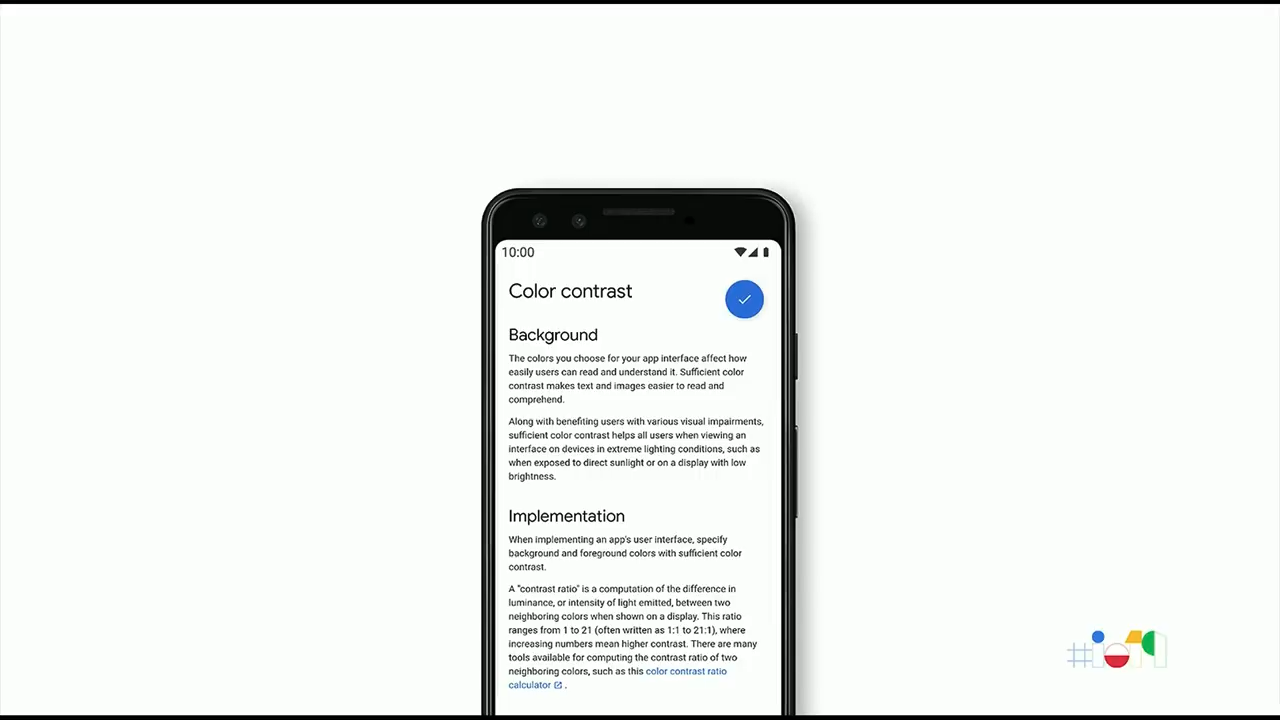 10:00
Color contrast
Background
The colors you choose for your app interface affect how
easily users can read and understand it. Sufficient color
contrast makes text and images easier to read and
comprehend.
Along with benefiting users with various visual impairments,
sufficient color contrast helps all users when viewing an
interface on devices in extreme lighting conditions, such as
when exposed to direct sunlight or on a display with low
brightness.
Implementation
When implementing an app's user interface, specify
background and foreground colors with sufficient color
contrast.
A "contrast ratio" is a computation of the difference in
luminance, or intensity of light emitted, between two
neighboring colors when shown on a display. This ratio
ranges from 1 to 21 (often written as 1:1 to 21:1), where
increasing numbers mean higher contrast. There are many
tools available for computing the contrast ratio of two
neighboring colors, such as this color contrast ratio
calculator .
#io19